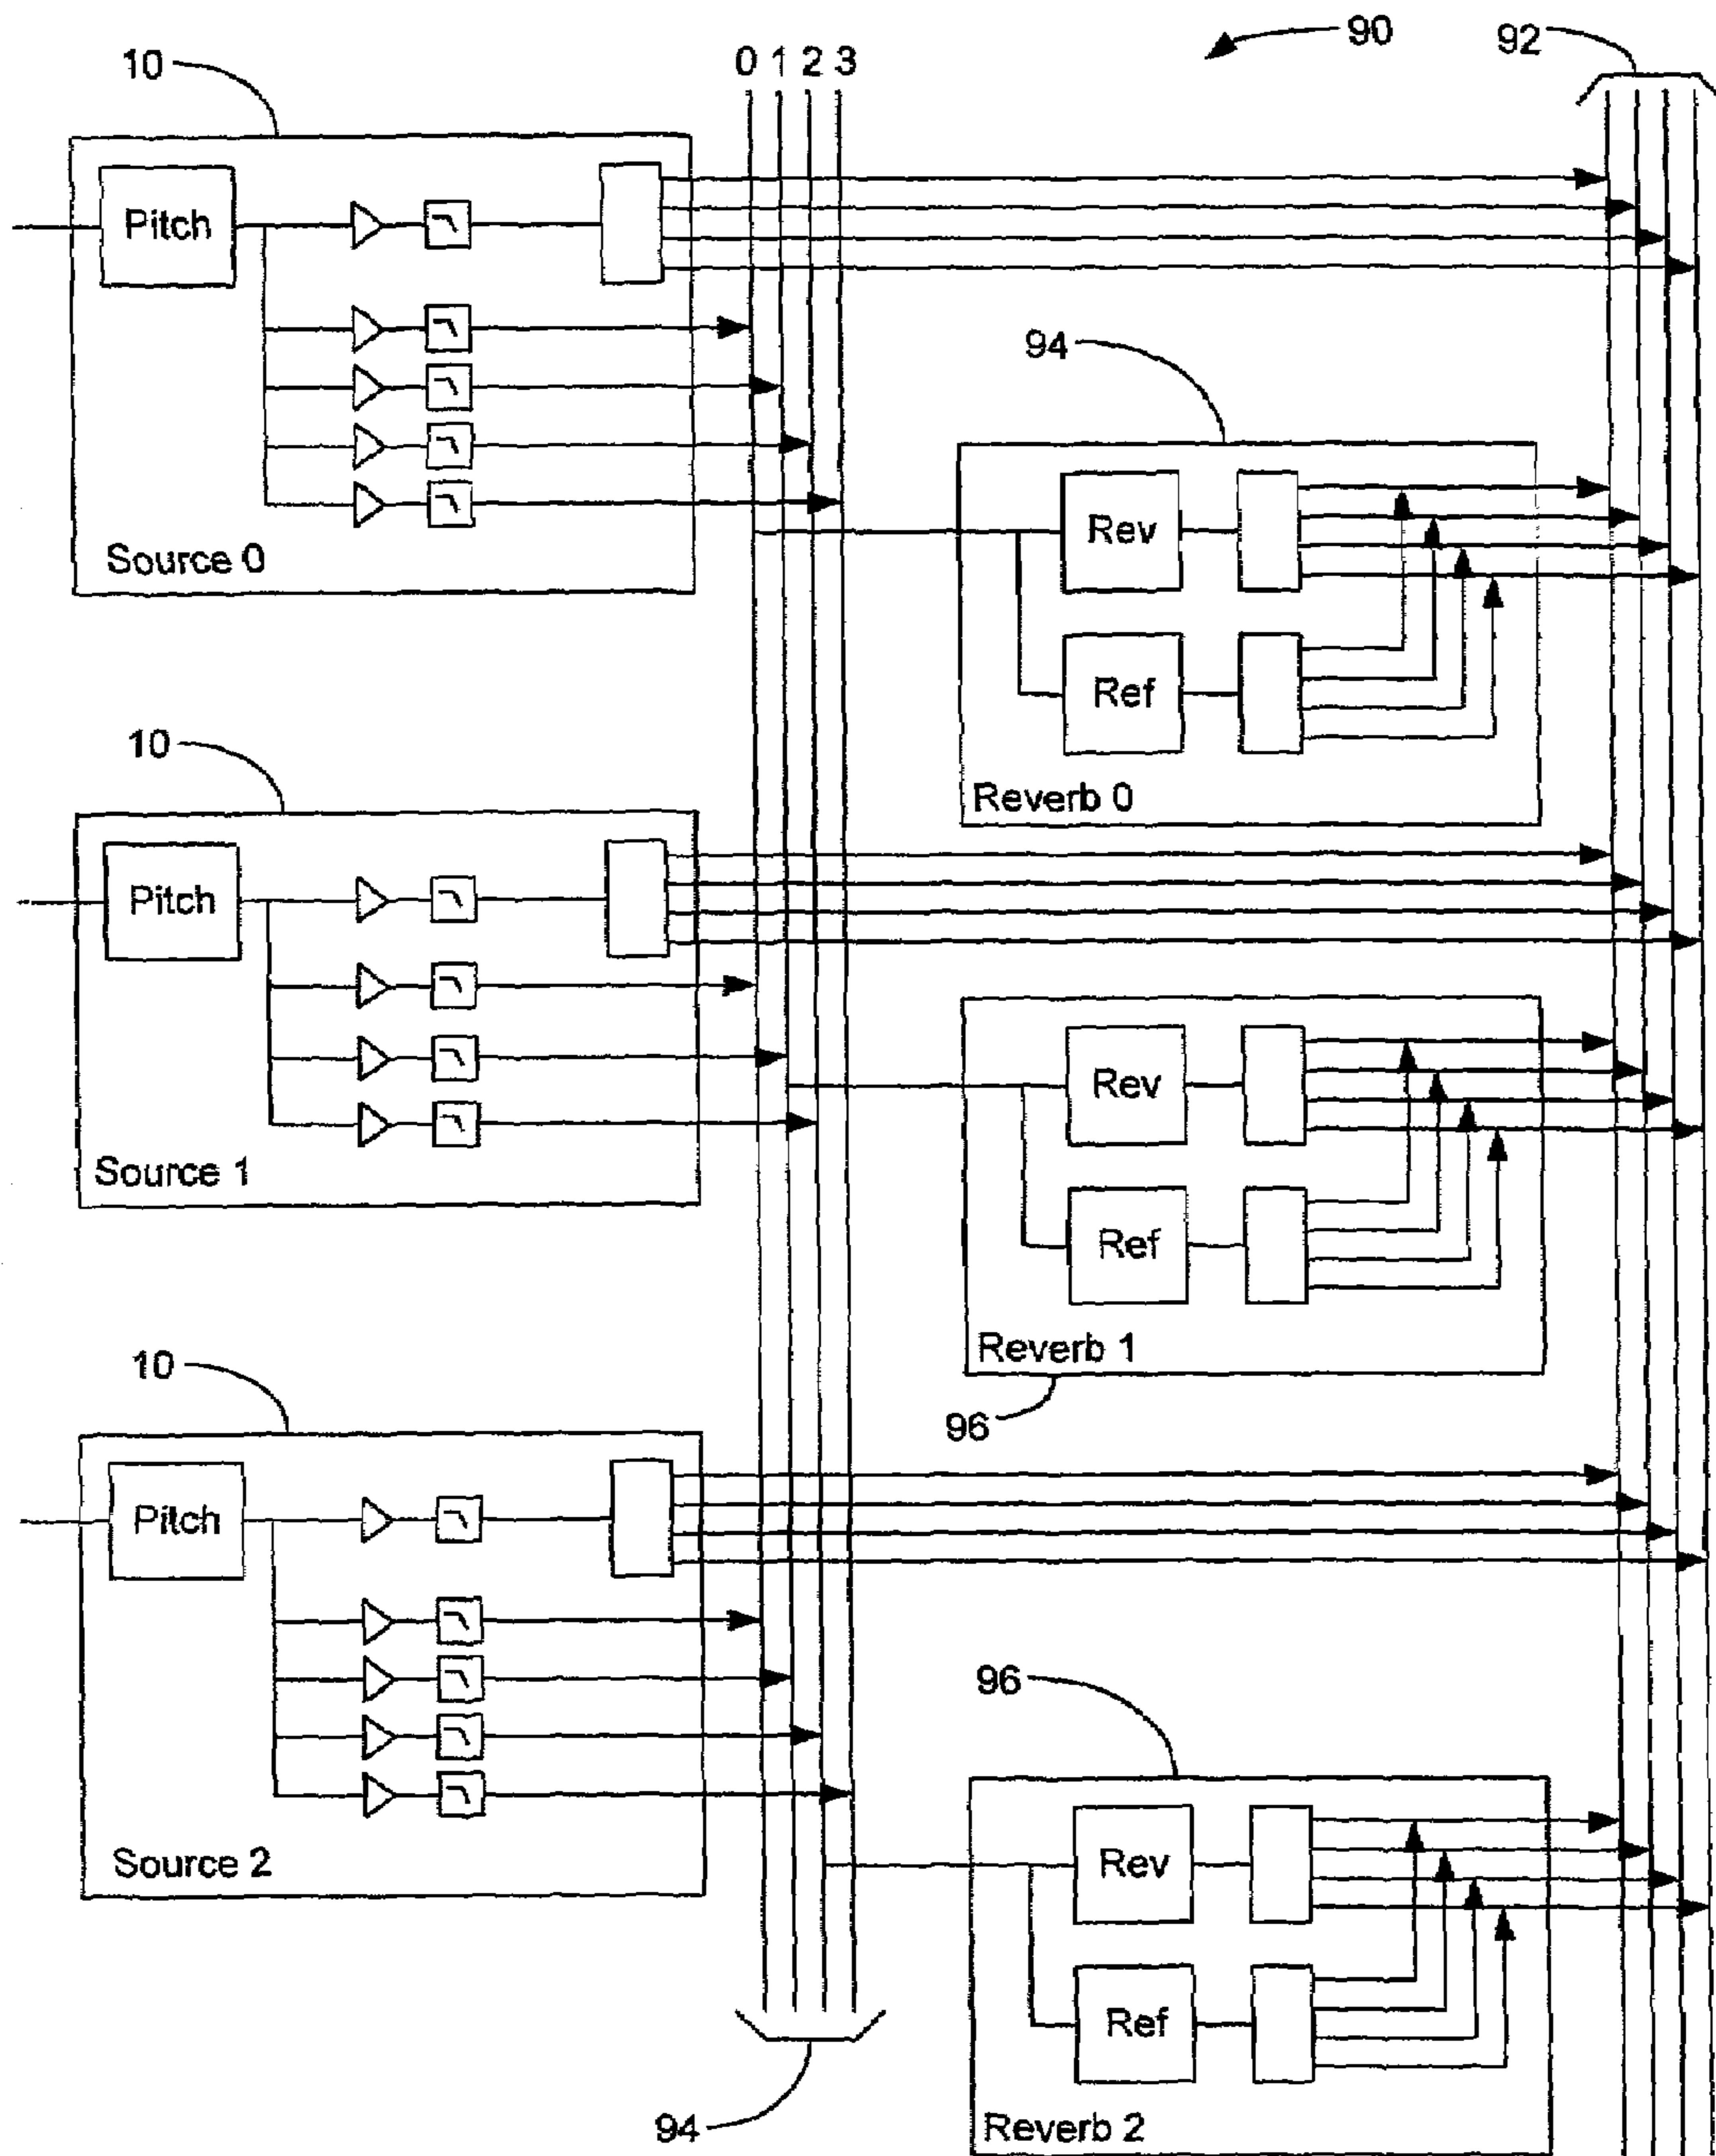 90
92
10
0 1 2 3
Pitch
Source 0
94
Rev
Ref
Reverb 0
10
Pitch
Source 1
Rev
Ref
Reverb 1
96
10
Pitch
Source 2
96
Rev
Ref
Reverb 2
94